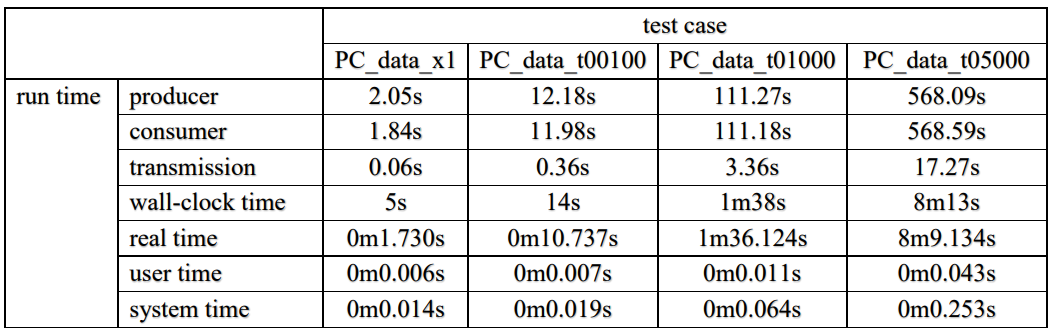 test case
PC_data_x1 PC_data_t00100 PC_data_t01000 PC_data_t05000
run time producer 2.05s 12.18s 111.27s 568.09s
consumer 1.84s 11.98s 111.18s 568.59s
transmission 0.06s 0.36s 3.36s 17.27s
wall-clock time 5s 14s 1m38s 8m13s
real time 0m1.730s 0m10.737s 1m36.124s 8m9.134s
user time 0m0.006s 0m0.007s 0m0.011s 0m0.043s
system time 0m0.014s 0m0.019s 0m0.064s 0m0.253s